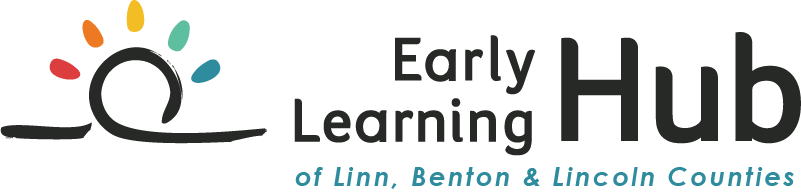 Early
Learning
Hub
of Linn, Benton & Lincoln Counties